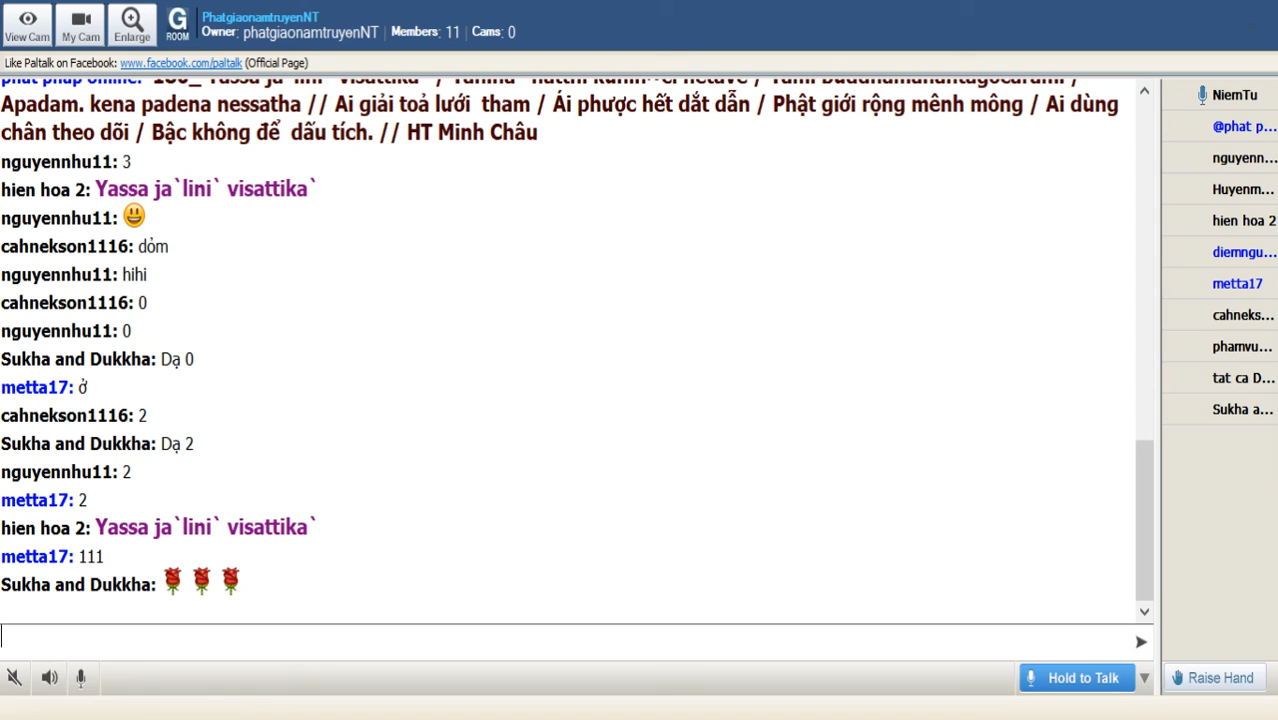 View Cam
My Cam
Enlarge
G
ROOM
PhatgiaonamtruyenNT
Owner: phatgiaonamtruyenNT Members: 11 Cams: 0
Like Paltalk on Facebook: www.facebook.com/paltalk (Official Page)
Apadam. kena padena nessatha // Ai giải toả lưới tham / Ái phược hết dắt dẫn / Phật giới rộng mênh mông / Ai dùng
chân theo dõi / Bậc không để dấu tích. // HT Minh Châu
nguyennhu11: 3
hien hoa 2: Yassa ja`lini` visattika`
nguyennhu11:
cahnekson1116: dỏm
nguyennhu11: hihi
cahnekson1116: 0
nguyennhu11: 0
Sukha and Dukkha: Dạ 0
metta17: ở
cahnekson1116: 2
Sukha and Dukkha: Dạ 2
nguyennhu11: 2
metta17: 2
hien hoa 2: Yassa ja`lini` visattika`
metta17: 111
Sukha and Dukkha:
NiemTu
@phat p...
nguyenn...
Huyenm...
hien hoa 2
diemngu...
metta17
cahneks...
phamvu...
tat ca D...
Sukha a...
Hold to Talk
Raise Hand